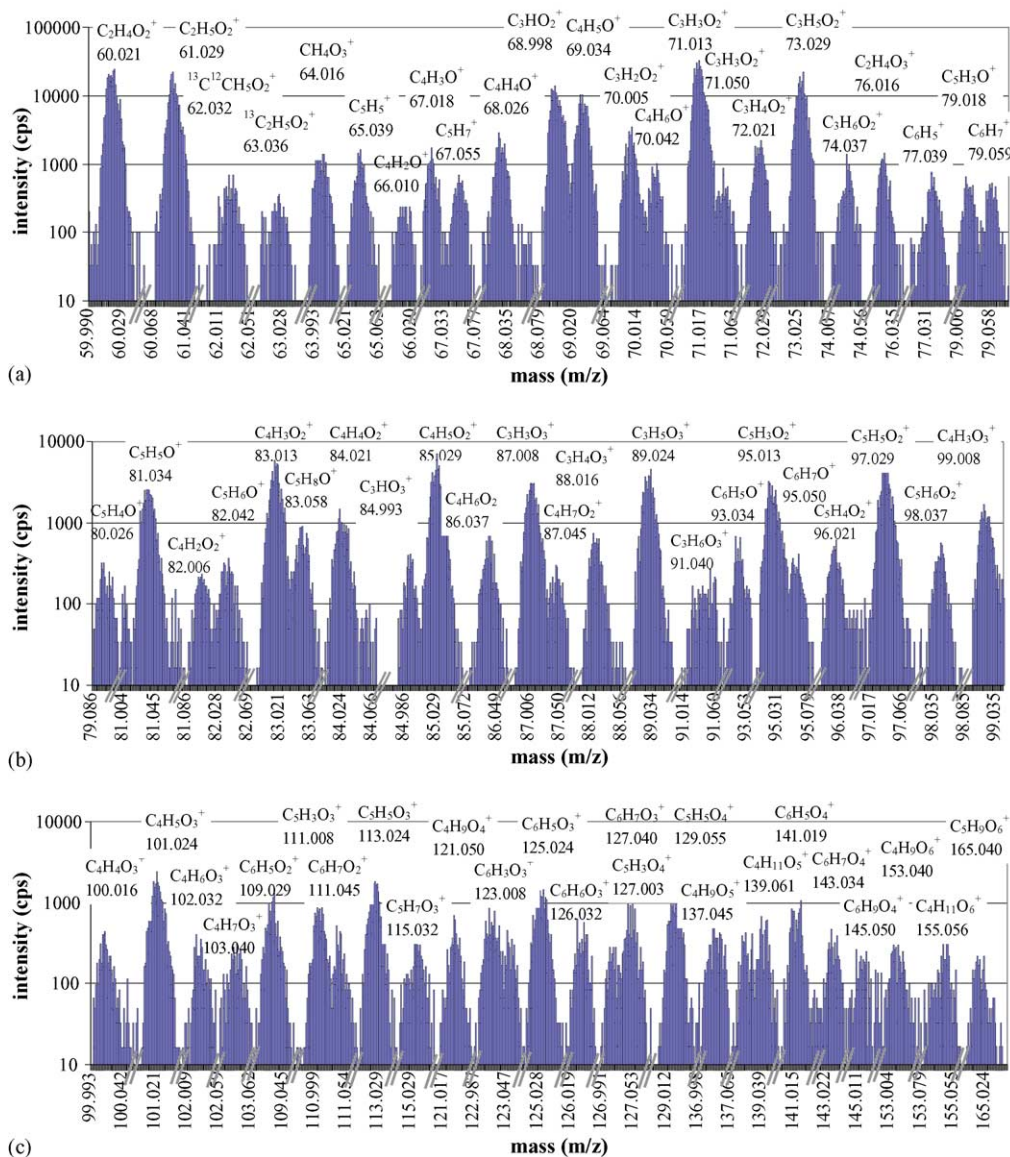 C₂H₄O₂⁺
60.021
C₂H₅O₂⁺
61.029
¹³C¹²CH₅O₂⁺
62.032
¹³C₂H₅O₂⁺
63.036
CH₄O₃⁺
64.016
C₅H₅⁺
65.039
C₄H₂O⁺
66.010
C₄H₃O⁺
67.018
C₅H₇⁺
67.055
C₄H₄O⁺
68.026
C₃HO₂⁺
68.998
C₄H₅O⁺
69.034
C₃H₂O₂⁺
70.005
C₄H₆O⁺
70.042
C₃H₃O₂⁺
71.013
C₃H₃O₂⁺
71.050
C₃H₄O₂⁺
72.021
C₃H₅O₂⁺
73.029
C₃H₆O₂⁺
74.037
C₂H₄O₃⁺
76.016
C₆H₅⁺
77.039
C₅H₃O⁺
79.018
C₆H₇⁺
79.059
intensity (cps)
100000
10000
1000
100
10
59.990 60.029 60.068 61.041 62.011 62.051 63.028 63.993 65.021 65.063 66.020 67.033 67.077 68.035 68.079 69.020 69.064 70.014 70.059 71.017 71.063 72.029 73.025 74.005 74.050 76.035 77.031 79.006 79.058
mass (m/z)
(a)
C₅H₄O⁺
80.026
C₅H₅O⁺
81.034
C₄H₂O₂⁺
82.006
C₅H₆O⁺
82.042
C₄H₃O₂⁺
83.013
C₅H₈O⁺
83.058
C₄H₄O₂⁺
84.021
C₃HO₃⁺
84.993
C₄H₅O₂⁺
85.029
C₄H₆O₂
86.037
C₃H₃O₃⁺
87.008
C₄H₇O₂⁺
87.045
C₃H₄O₃⁺
88.016
C₃H₅O₃⁺
89.024
C₃H₆O₃⁺
91.040
C₆H₅O⁺
93.034
C₅H₃O₂⁺
95.013
C₆H₇O⁺
95.050
C₅H₄O₂⁺
96.021
C₅H₅O₂⁺
97.029
C₅H₆O₂⁺
98.037
C₄H₃O₃⁺
99.008
intensity (cps)
10000
1000
100
10
79.086 81.004 81.045 81.986 82.028 82.069 83.021 83.063 84.024 84.066 84.986 85.029 85.072 86.049 87.006 87.050 88.012 88.056 89.034 91.014 91.060 93.053 95.031 95.078 96.038 97.017 97.066 98.035 98.085 99.035
mass (m/z)
(b)
C₄H₄O₃⁺
100.016
C₄H₅O₃⁺
101.024
C₄H₆O₃⁺
102.032
C₄H₇O₃⁺
103.040
C₆H₅O₂⁺
109.029
C₅H₃O₃⁺
111.008
C₆H₇O₂⁺
111.045
C₅H₅O₃⁺
113.024
C₅H₇O₃⁺
115.032
C₄H₉O₄⁺
121.050
C₆H₃O₃⁺
123.008
C₆H₅O₃⁺
125.024
C₆H₆O₃⁺
126.032
C₆H₇O₃⁺
127.040
C₅H₃O₄⁺
127.003
C₅H₅O₄⁺
129.055
C₄H₉O₅⁺
137.045
C₄H₁₁O₅⁺
139.061
C₆H₅O₄⁺
141.019
C₆H₇O₄⁺
143.034
C₆H₉O₄⁺
145.050
C₄H₉O₆⁺
153.040
C₄H₁₁O₆⁺
155.056
C₅H₉O₆⁺
165.040
intensity (cps)
10000
1000
100
10
99.993 100.042 101.021 102.009 102.059 103.065 109.045 110.999 111.054 113.029 115.029 121.017 122.986 123.047 125.028 126.019 126.991 127.053 129.012 136.998 137.063 139.039 141.015 143.022 145.011 153.004 153.079 155.055 165.024
mass (m/z)
(c)